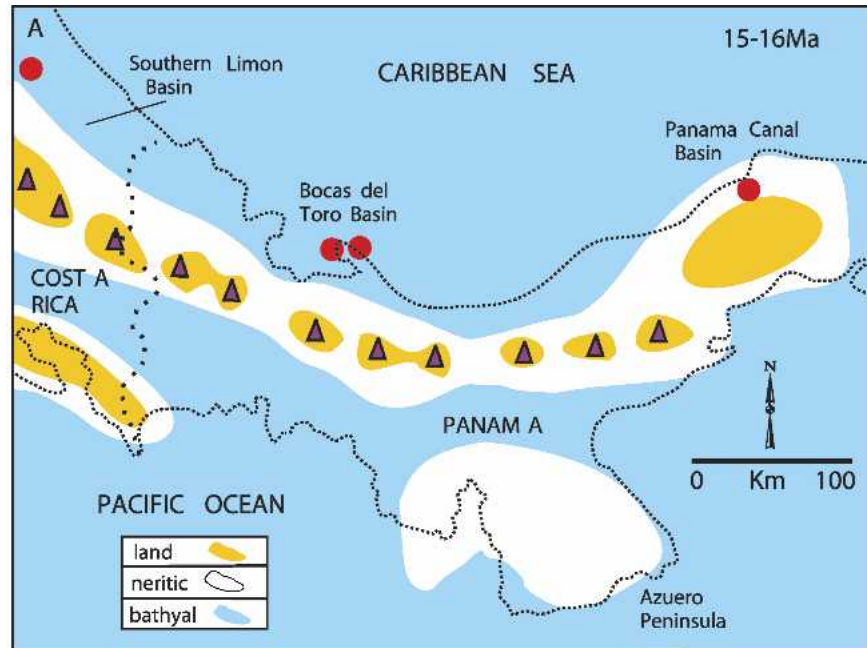 A
15-16Ma
Southern Limon
Basin
CARIBBEAN SEA
Panama Canal
Basin
Bocas del
Toro Basin
COST A
RICA
N
PANAM A
0 Km 100
PACIFIC OCEAN
land
neritic
bathyal
Azuero
Peninsula